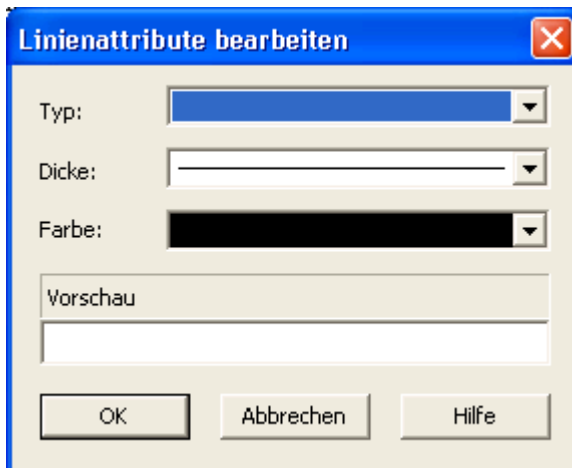 Linienattribute bearbeiten
Typ:
Dicke:
Farbe:
Vorschau
OK Abbrechen Hilfe